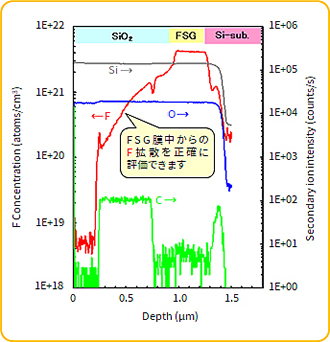 SiO₂ FSG Si-sub.
1E+22
1E+21
1E+20
1E+19
1E+18
F Concentration (atoms/cm³)
Si→
←F
O→
C→
FSG膜中からの
F拡散を正確に
評価できます
1E+06
1E+05
1E+04
1E+03
1E+02
1E+01
1E+00
Secondary ion intensity (counts/s)
0 0.5 1.0 1.5
Depth (μm)